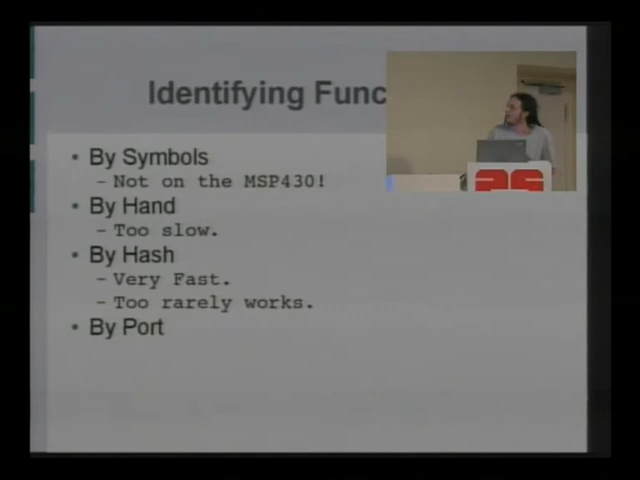 Identifying Func
• By Symbols
– Not on the MSP430!
• By Hand
– Too slow.
• By Hash
– Very Fast.
– Too rarely works.
• By Port